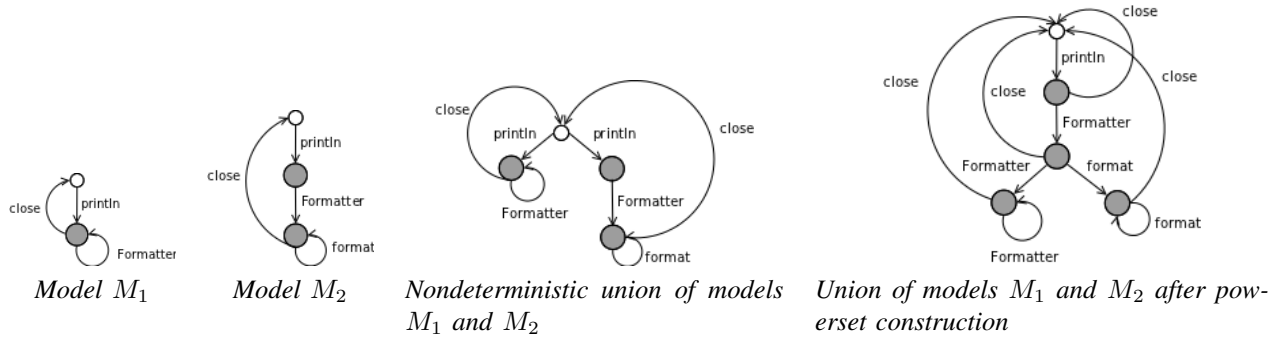 close
println
Formatter
Model M₁
close
println
Formatter
format
Model M₂
close
println
println
close
Formatter
Formatter
format
Nondeterministic union of models
M₁ and M₂
close
println
close
close
close
Formatter
Formatter
format
format
Formatter
Union of models M₁ and M₂ after pow-
erset construction